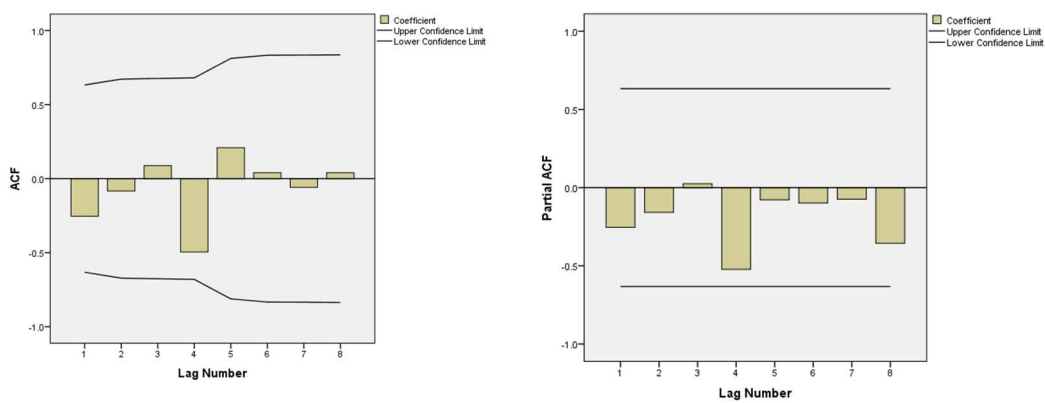 Coefficient
Upper Confidence Limit
Lower Confidence Limit
1.0
0.5
0.0
-0.5
-1.0
ACF
1 2 3 4 5 6 7 8
Lag Number
Coefficient
Upper Confidence Limit
Lower Confidence Limit
1.0
0.5
0.0
-0.5
-1.0
Partial ACF
1 2 3 4 5 6 7 8
Lag Number